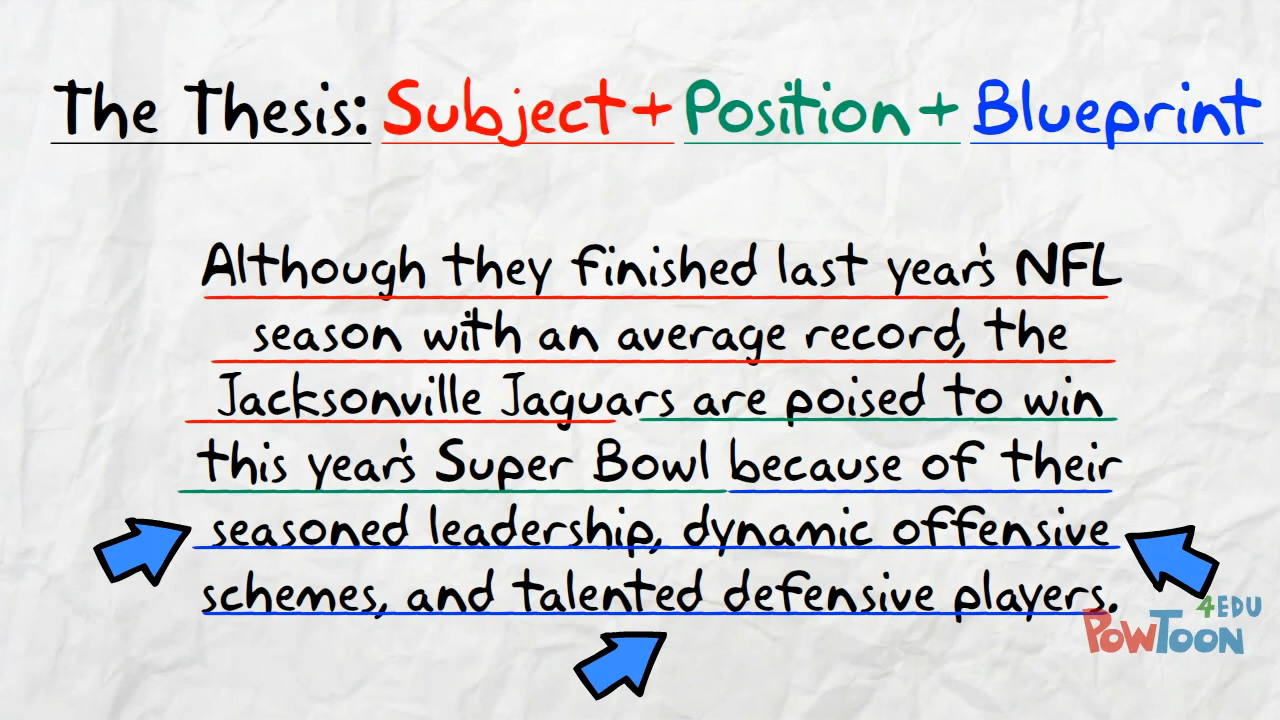 The Thesis: Subject + Position + Blueprint
Although they finished last year's NFL
season with an average record, the
Jacksonville Jaguars are poised to win
this year's Super Bowl because of their
seasoned leadership, dynamic offensive
schemes, and talented defensive players.
4EDU
POWTOON